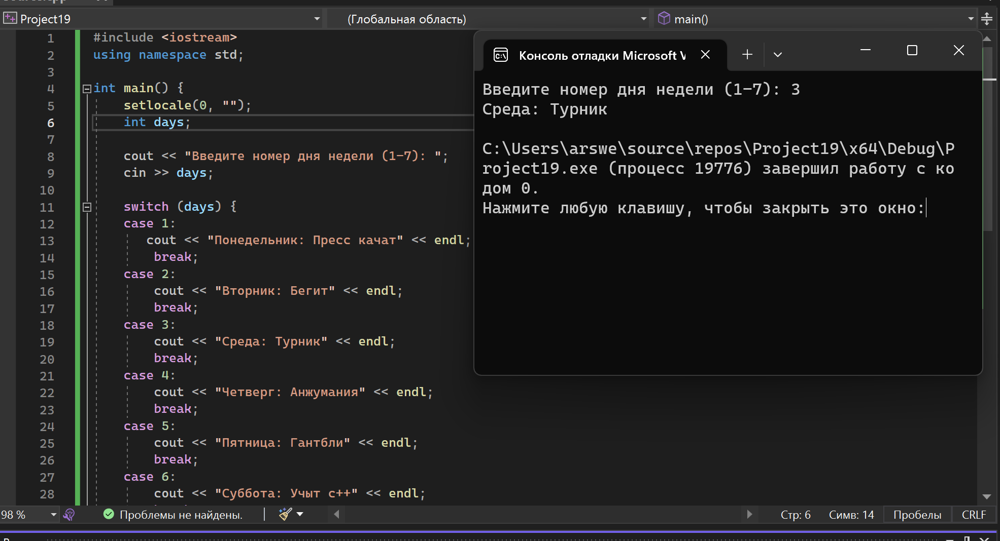 Project19
(Глобальная область)
main()
1 #include <iostream>
2 using namespace std;
3
4 int main() {
5 setlocale(0, "");
6 int days;
7
8 cout << "Введите номер дня недели (1-7): ";
9 cin >> days;
10
11 switch (days) {
12 case 1:
13 cout << "Понедельник: Пресс качат" << endl;
14 break;
15 case 2:
16 cout << "Вторник: Бегит" << endl;
17 break;
18 case 3:
19 cout << "Среда: Турник" << endl;
20 break;
21 case 4:
22 cout << "Четверг: Анжумания" << endl;
23 break;
24 case 5:
25 cout << "Пятница: Гантбли" << endl;
26 break;
27 case 6:
28 cout << "Суббота: Учыт с++" << endl;
Консоль отладки Microsoft V
Введите номер дня недели (1-7): 3
Среда: Турник
C:\Users\arswe\source\repos\Project19\x64\Debug\P
roject19.exe (процесс 19776) завершил работу с ко
дом 0.
Нажмите любую клавишу, чтобы закрыть это окно:
98 %
Проблемы не найдены.
Стр: 6
Симв: 14
Пробелы
CRLF